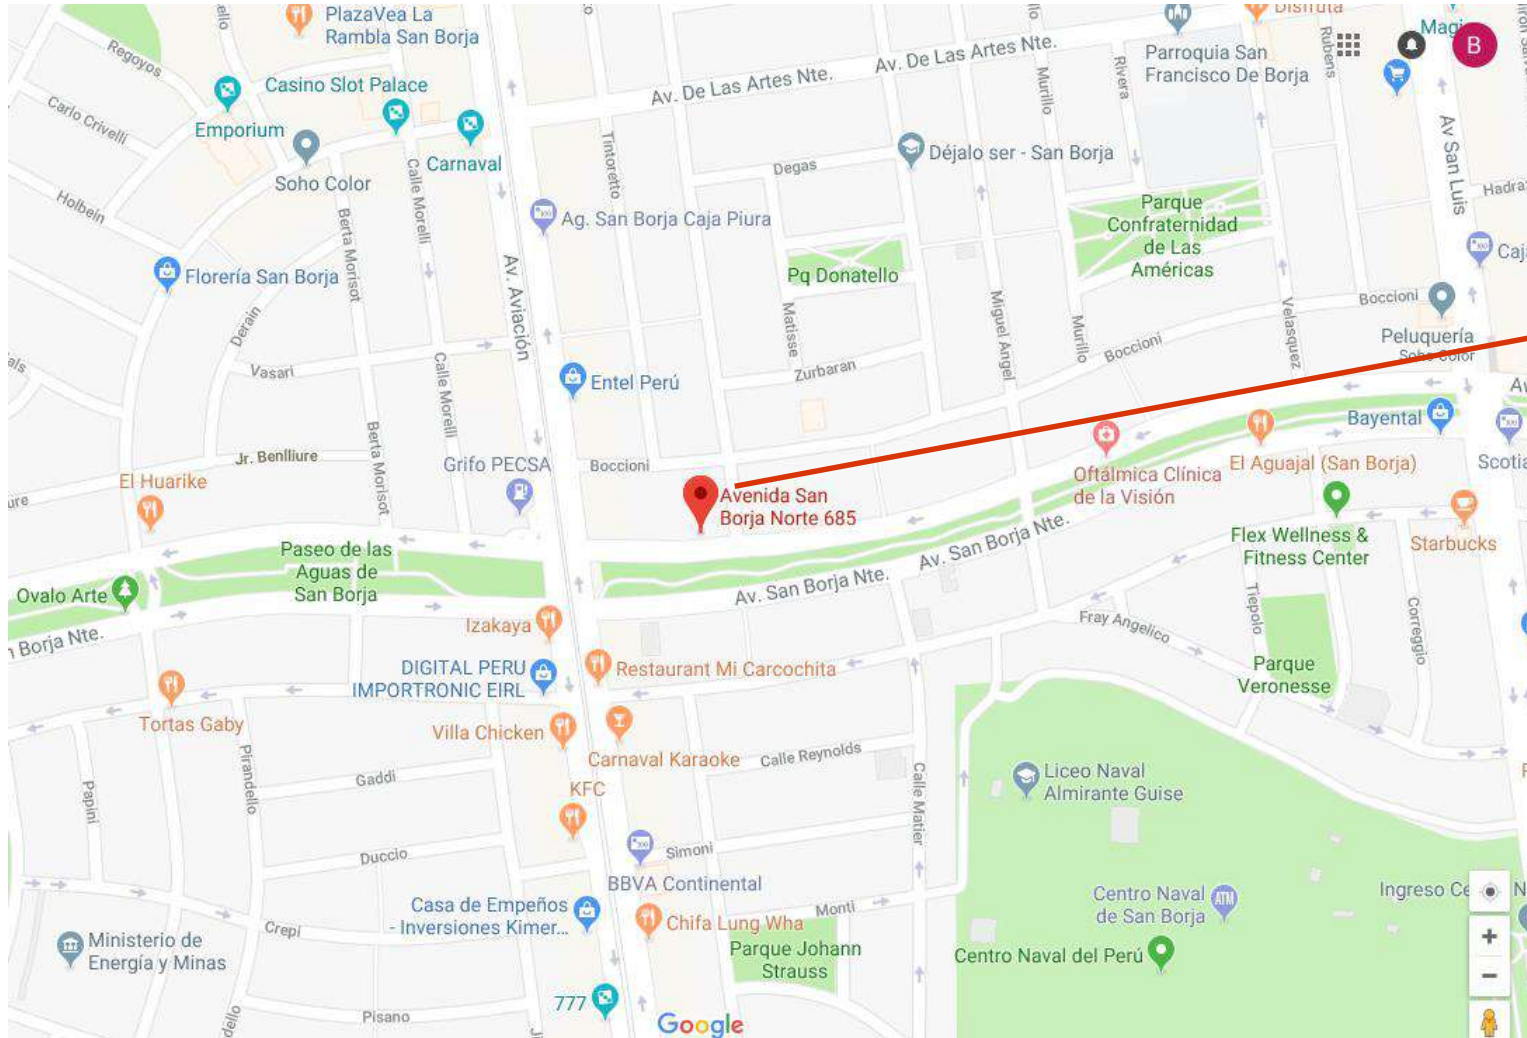 PlazaVea La
Rambla San Borja
Disfruta
Regoyos
Casino Slot Palace
Carlo Crivelli
Emporium
Carnaval
Soho Color
Holbein
Berta Morisot
Calle Morelli
Florería San Borja
Derain
Vasari
Calle Morelli
Berta Morisot
Jr. Benlliure
El Huarike
Grifo PECSA
Av. Aviación
Tintoretto
Av. De Las Artes Nte.
Av. De Las Artes Nte.
Murillo
Rivera
Parroquia San
Francisco De Borja
Rubens
B
Av San Luis
Degas
Déjalo ser - San Borja
Ag. San Borja Caja Piura
Pq Donatello
Parque
Confraternidad
de Las
Américas
Matisse
Miguel Angel
Murillo
Velasquez
Boccioni
Boccioni
Peluquería
Soho Color
Zurbaran
Entel Perú
Boccioni
Avenida San
Borja Norte 685
Oftálmica Clínica
de la Visión
El Aguajal (San Borja)
Bayental
Flex Wellness &
Fitness Center
Starbucks
Paseo de las
Aguas de
San Borja
Ovalo Arte
Av. San Borja Nte.
Av. San Borja Nte.
Borja Nte.
Izakaya
DIGITAL PERU
IMPORTRONIC EIRL
Restaurant Mi Carcochita
Fray Angelico
Tiepolo
Correggio
Parque
Veronesse
Tortas Gaby
Villa Chicken
Carnaval Karaoke
Calle Reynolds
Calle Matier
Liceo Naval
Almirante Guise
Papini
Pirandello
Gaddi
KFC
Duccio
Simoni
BBVA Continental
Casa de Empeños
- Inversiones Kimer...
Chifa Lung Wha
Monti
Parque Johann
Strauss
Crepi
Ministerio de
Energía y Minas
Pisano
777
Centro Naval
de San Borja
ATM
Centro Naval del Perú
Ingreso Ce
Google